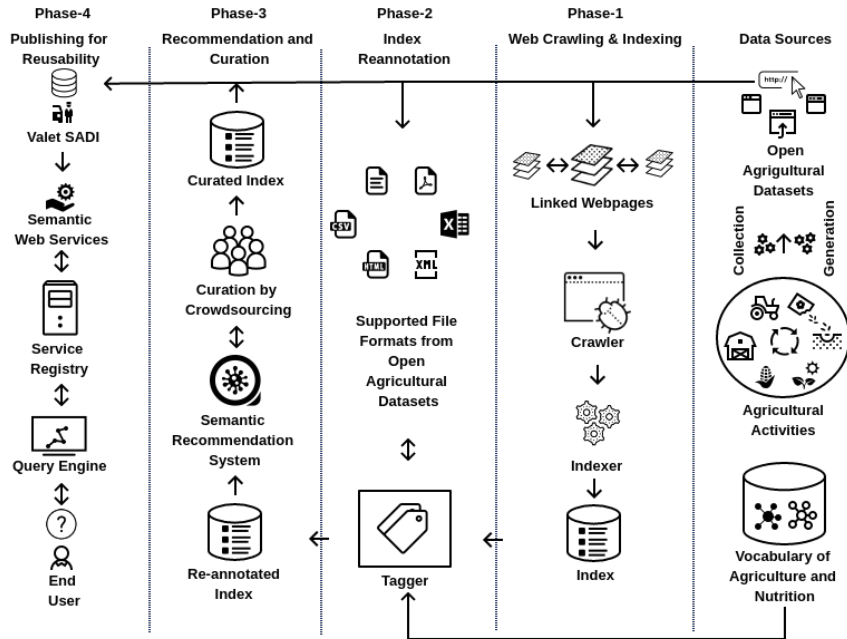 Phase-4
Publishing for
Reusability
Valet SADI
Semantic
Web Services
Service
Registry
Query Engine
?
End
User
Phase-3
Recommendation and
Curation
Curated Index
Curation by
Crowdsourcing
Semantic
Recommendation
System
Re-annotated
Index
Phase-2
Index
Reannotation
CSV
X
HTML
XML
Supported File
Formats from
Open
Agricultural
Datasets
Tagger
Phase-1
Web Crawling & Indexing
Linked Webpages
Crawler
Indexer
Index
Data Sources
http://
Open
Agrigultural
Datasets
Collection
Generation
Agricultural
Activities
Vocabulary of
Agriculture and
Nutrition